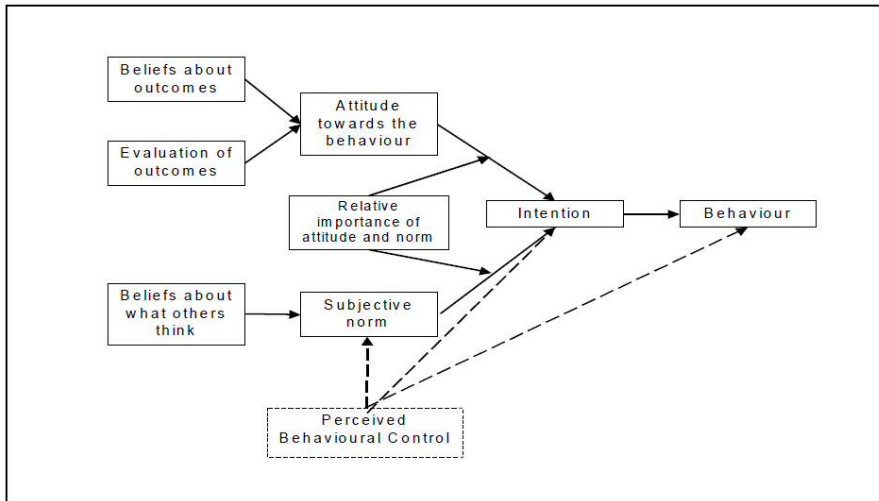 Beliefs about
outcomes
Attitude
towards the
behaviour
Evaluation of
outcomes
Relative
importance of
attitude and norm
Intention
Behaviour
Beliefs about
what others
think
Subjective
norm
Perceived
Behavioural Control